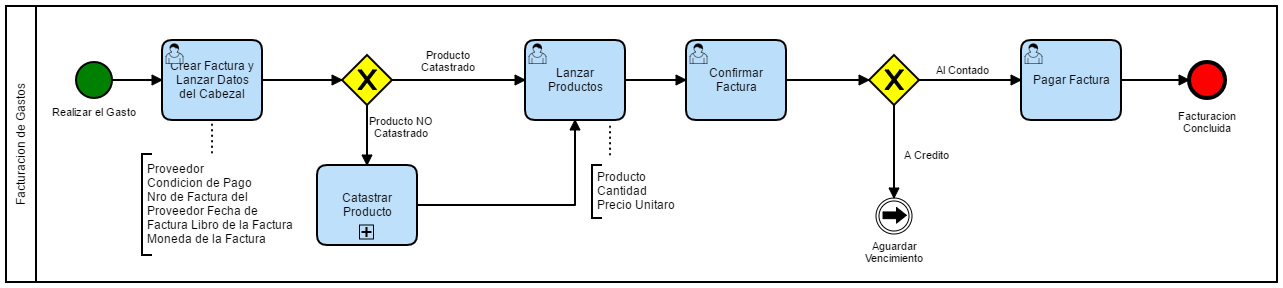 Facturacion de Gastos
Realizar el Gasto
Crear Factura y
Lanzar Datos
del Cabezal
Proveedor
Condicion de Pago
Nro de Factura del
Proveedor Fecha de
Factura Libro de la Factura
Moneda de la Factura
X
Producto
Catastrado
Producto NO
Catastrado
Catastrar
Producto
Lanzar
Productos
Producto
Cantidad
Precio Unitaro
Confirmar
Factura
X
Al Contado
A Credito
Aguardar
Vencimiento
Pagar Factura
Facturacion
Concluida